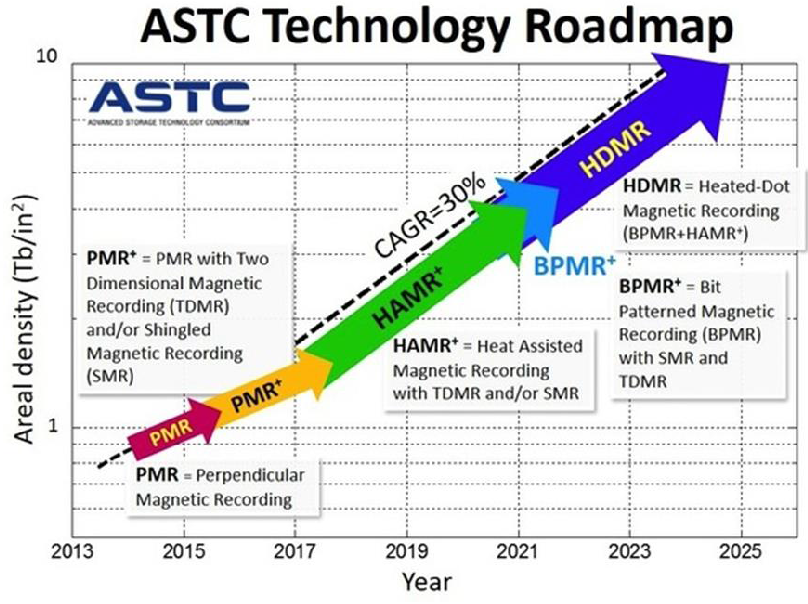 ASTC Technology Roadmap
10
ASTC
ADVANCED STORAGE TECHNOLOGY CONSORTIUM
HDMR
CAGR=30%
HDMR = Heated-Dot
Magnetic Recording
(BPMR+HAMR⁺)
PMR⁺ = PMR with Two
Dimensional Magnetic
Recording (TDMR)
and/or Shingled
Magnetic Recording
(SMR)
BPMR⁺
HAMR⁺
BPMR⁺ = Bit
Patterned Magnetic
Recording (BPMR)
with SMR and
TDMR
HAMR⁺ = Heat Assisted
Magnetic Recording
with TDMR and/or SMR
PMR⁺
PMR
1
PMR = Perpendicular
Magnetic Recording
Areal density (Tb/in²)
2013 2015 2017 2019 2021 2023 2025
Year